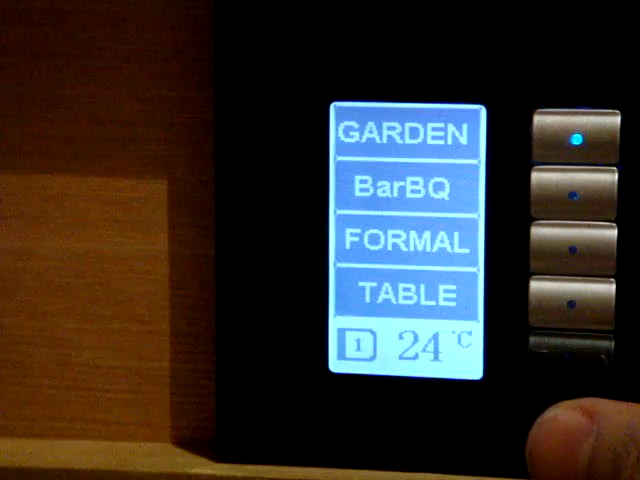 GARDEN
BarBQ
FORMAL
TABLE
1 24 °C